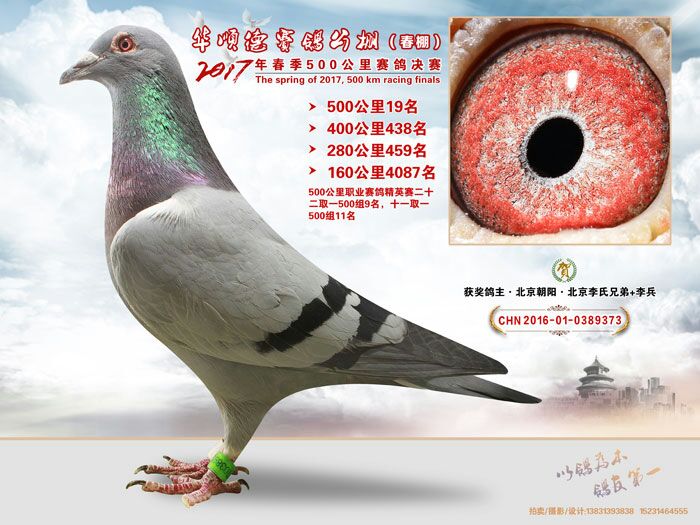 华顺德赛鸽公棚（春棚）
2017年春季500公里赛鸽决赛
The spring of 2017, 500 km racing finals
500公里19名
400公里438名
280公里459名
160公里4087名
500公里职业赛鸽精英赛二十
二取一500组9名，十一取一
500组11名
贺
获奖鸽主·北京朝阳·北京李氏兄弟+李兵
CHN 2016-01-0389373
以鸽为本
鸽友第一
拍卖/摄影/设计:13831393838 15231464555